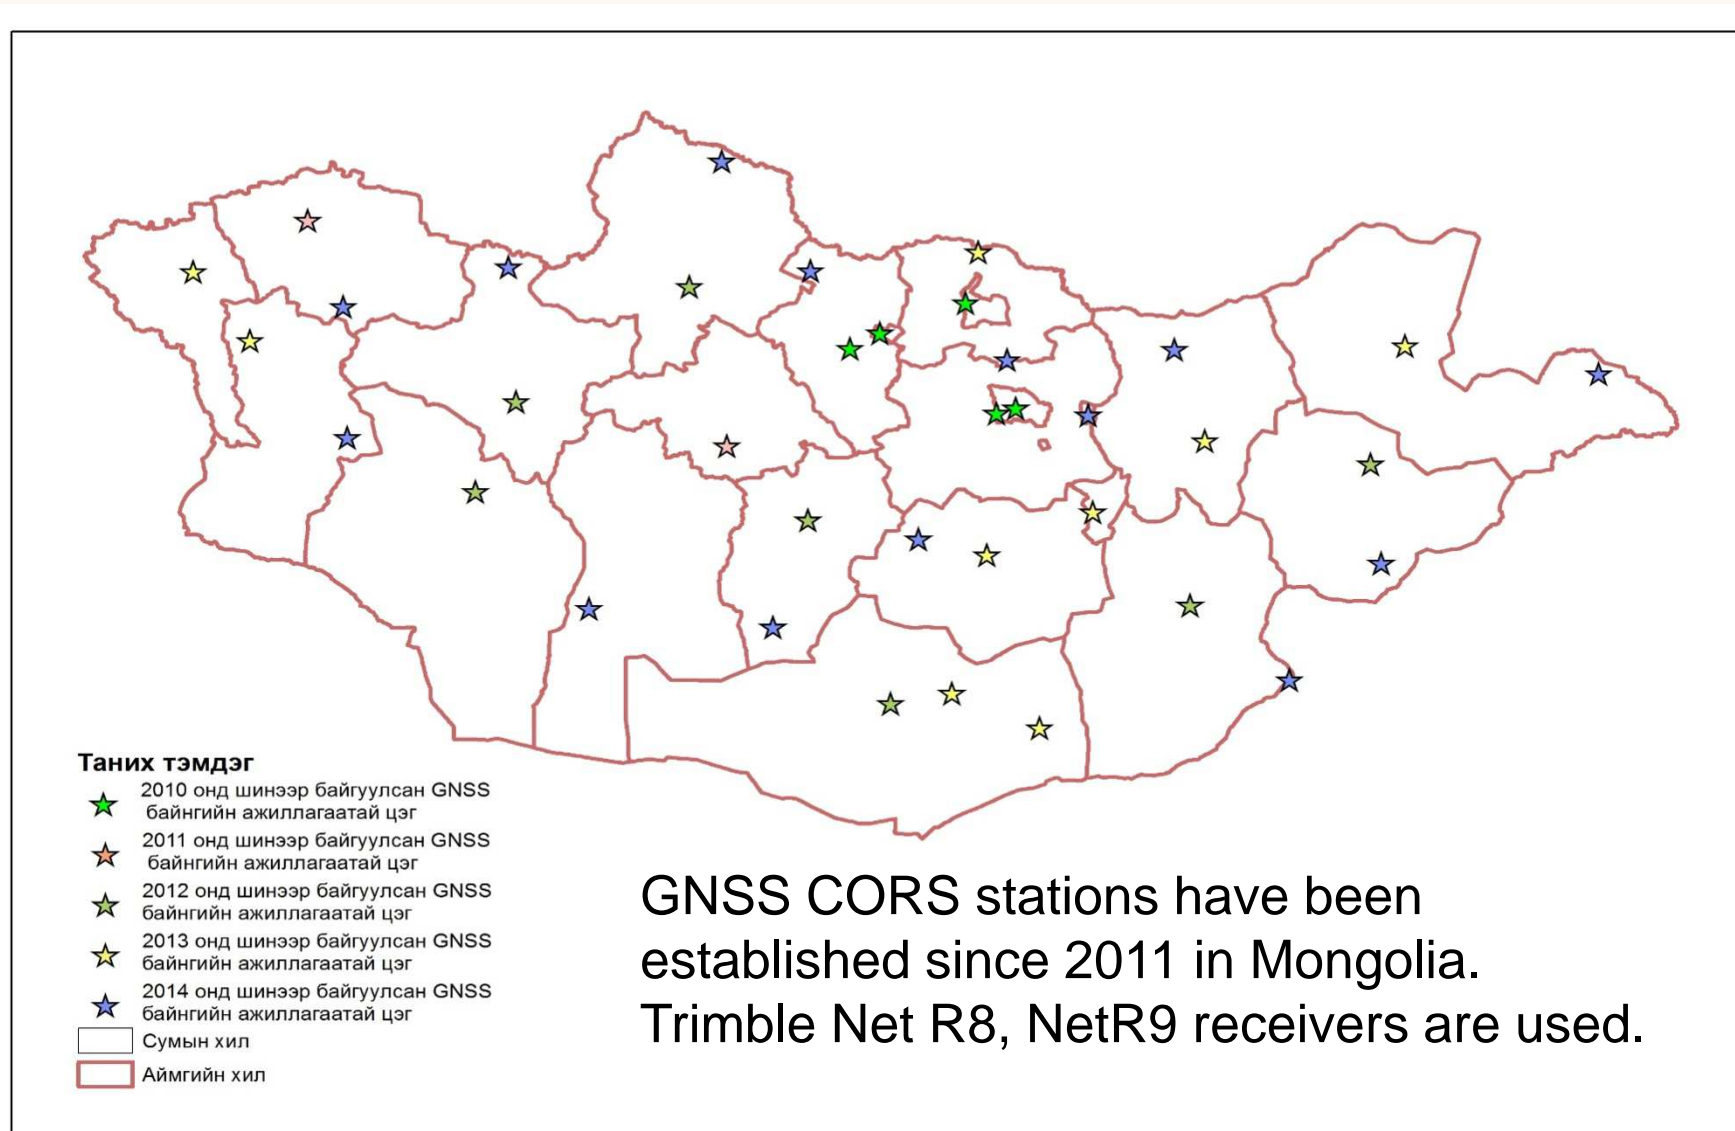 Таних тэмдэг
2010 онд шинээр байгуулсан GNSS
байнгийн ажиллагаатай цэг
2011 онд шинээр байгуулсан GNSS
байнгийн ажиллагаатай цэг
2012 онд шинээр байгуулсан GNSS
байнгийн ажиллагаатай цэг
2013 онд шинээр байгуулсан GNSS
байнгийн ажиллагаатай цэг
2014 онд шинээр байгуулсан GNSS
байнгийн ажиллагаатай цэг
Сумын хил
Аймгийн хил
GNSS CORS stations have been
established since 2011 in Mongolia.
Trimble Net R8, NetR9 receivers are used.